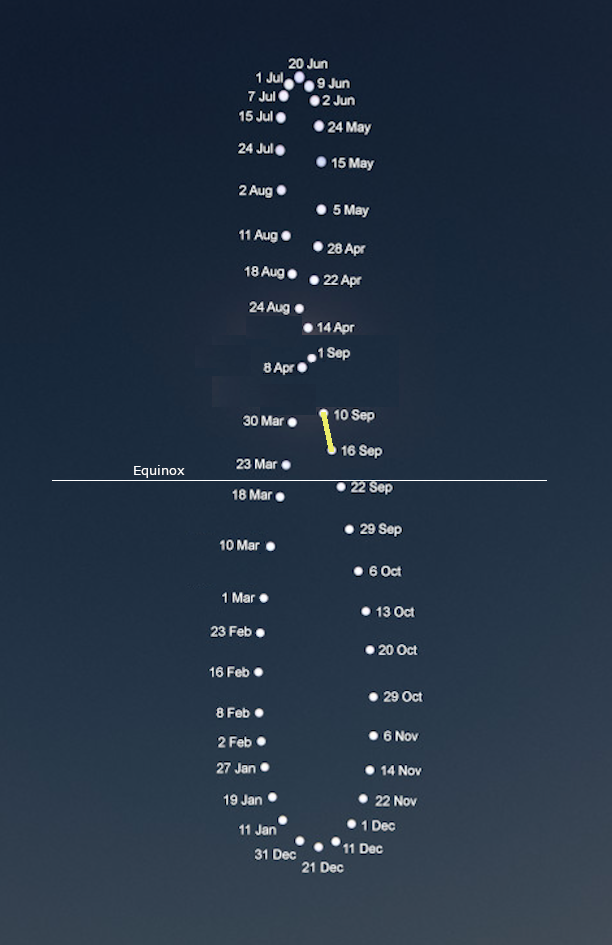 20 Jun
1 Jul
9 Jun
7 Jul
2 Jun
15 Jul
24 May
24 Jul
15 May
2 Aug
5 May
11 Aug
28 Apr
18 Aug
22 Apr
24 Aug
14 Apr
1 Sep
8 Apr
10 Sep
30 Mar
16 Sep
23 Mar
Equinox
22 Sep
18 Mar
29 Sep
10 Mar
6 Oct
1 Mar
13 Oct
23 Feb
20 Oct
16 Feb
29 Oct
8 Feb
6 Nov
2 Feb
27 Jan
14 Nov
19 Jan
22 Nov
11 Jan
1 Dec
31 Dec
11 Dec
21 Dec